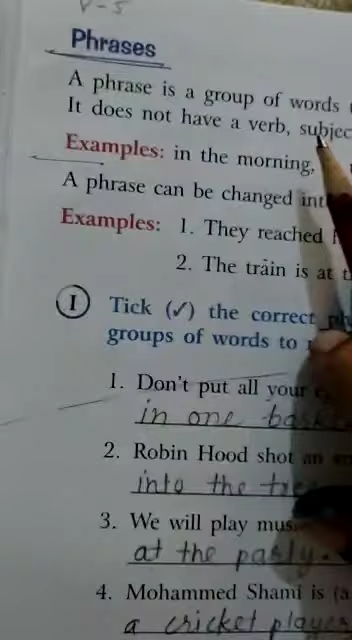 V-5
Phrases
A phrase is a group of words
It does not have a verb, subjec
Examples: in the morning,
A phrase can be changed int
Examples: 1. They reached
2. The train is at
I Tick (✓) the correct
groups of words to
1. Don't put all your
in one bask
2. Robin Hood shot an
into the tree
3. We will play mus
at the party.
4. Mohammed Shami is (a
a cricket player